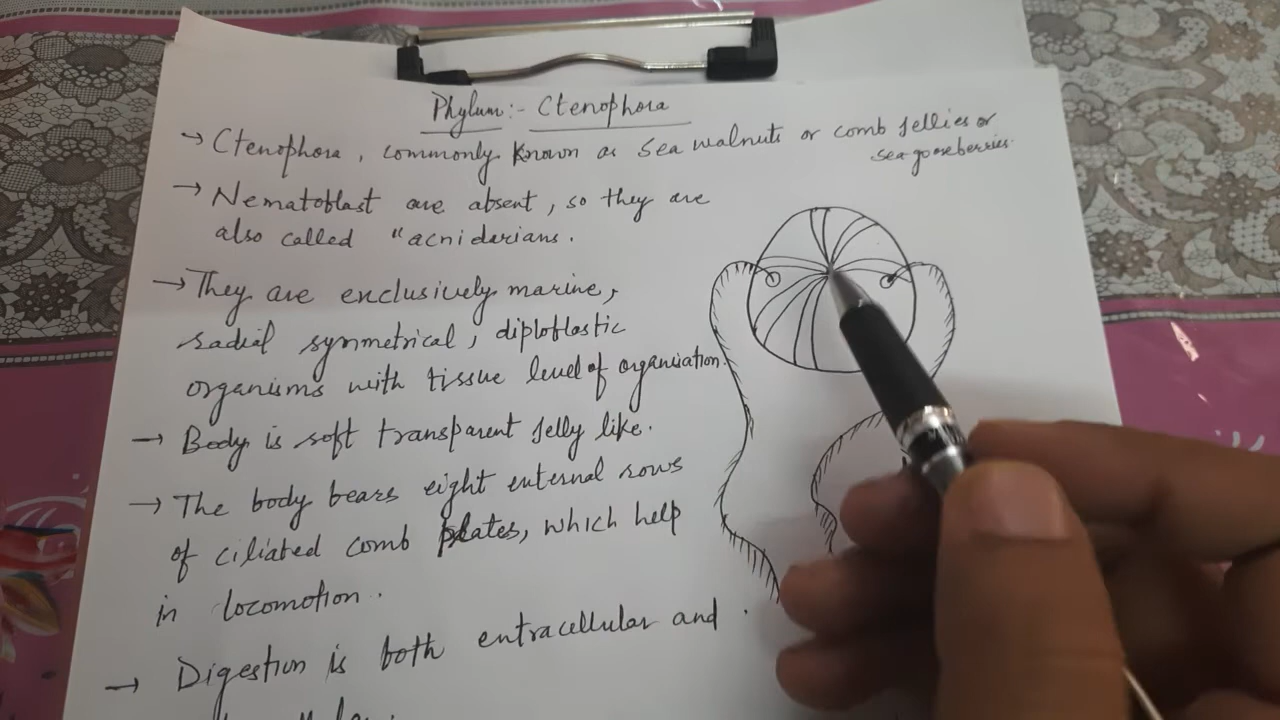 Phylum:- Ctenophora
→ Ctenophora, commonly known as sea walnuts or comb jellies or
sea gooseberries.
→ Nematoblast are absent, so they are
also called "acnidarians.
→ They are exclusively marine,
radial symmetrical, diploblastic
organisms with tissue level of organisation.
→ Body is soft transparent jelly like.
→ The body bears eight external rows
of ciliated comb plates, which help
in locomotion.
→ Digestion is both extracellular and